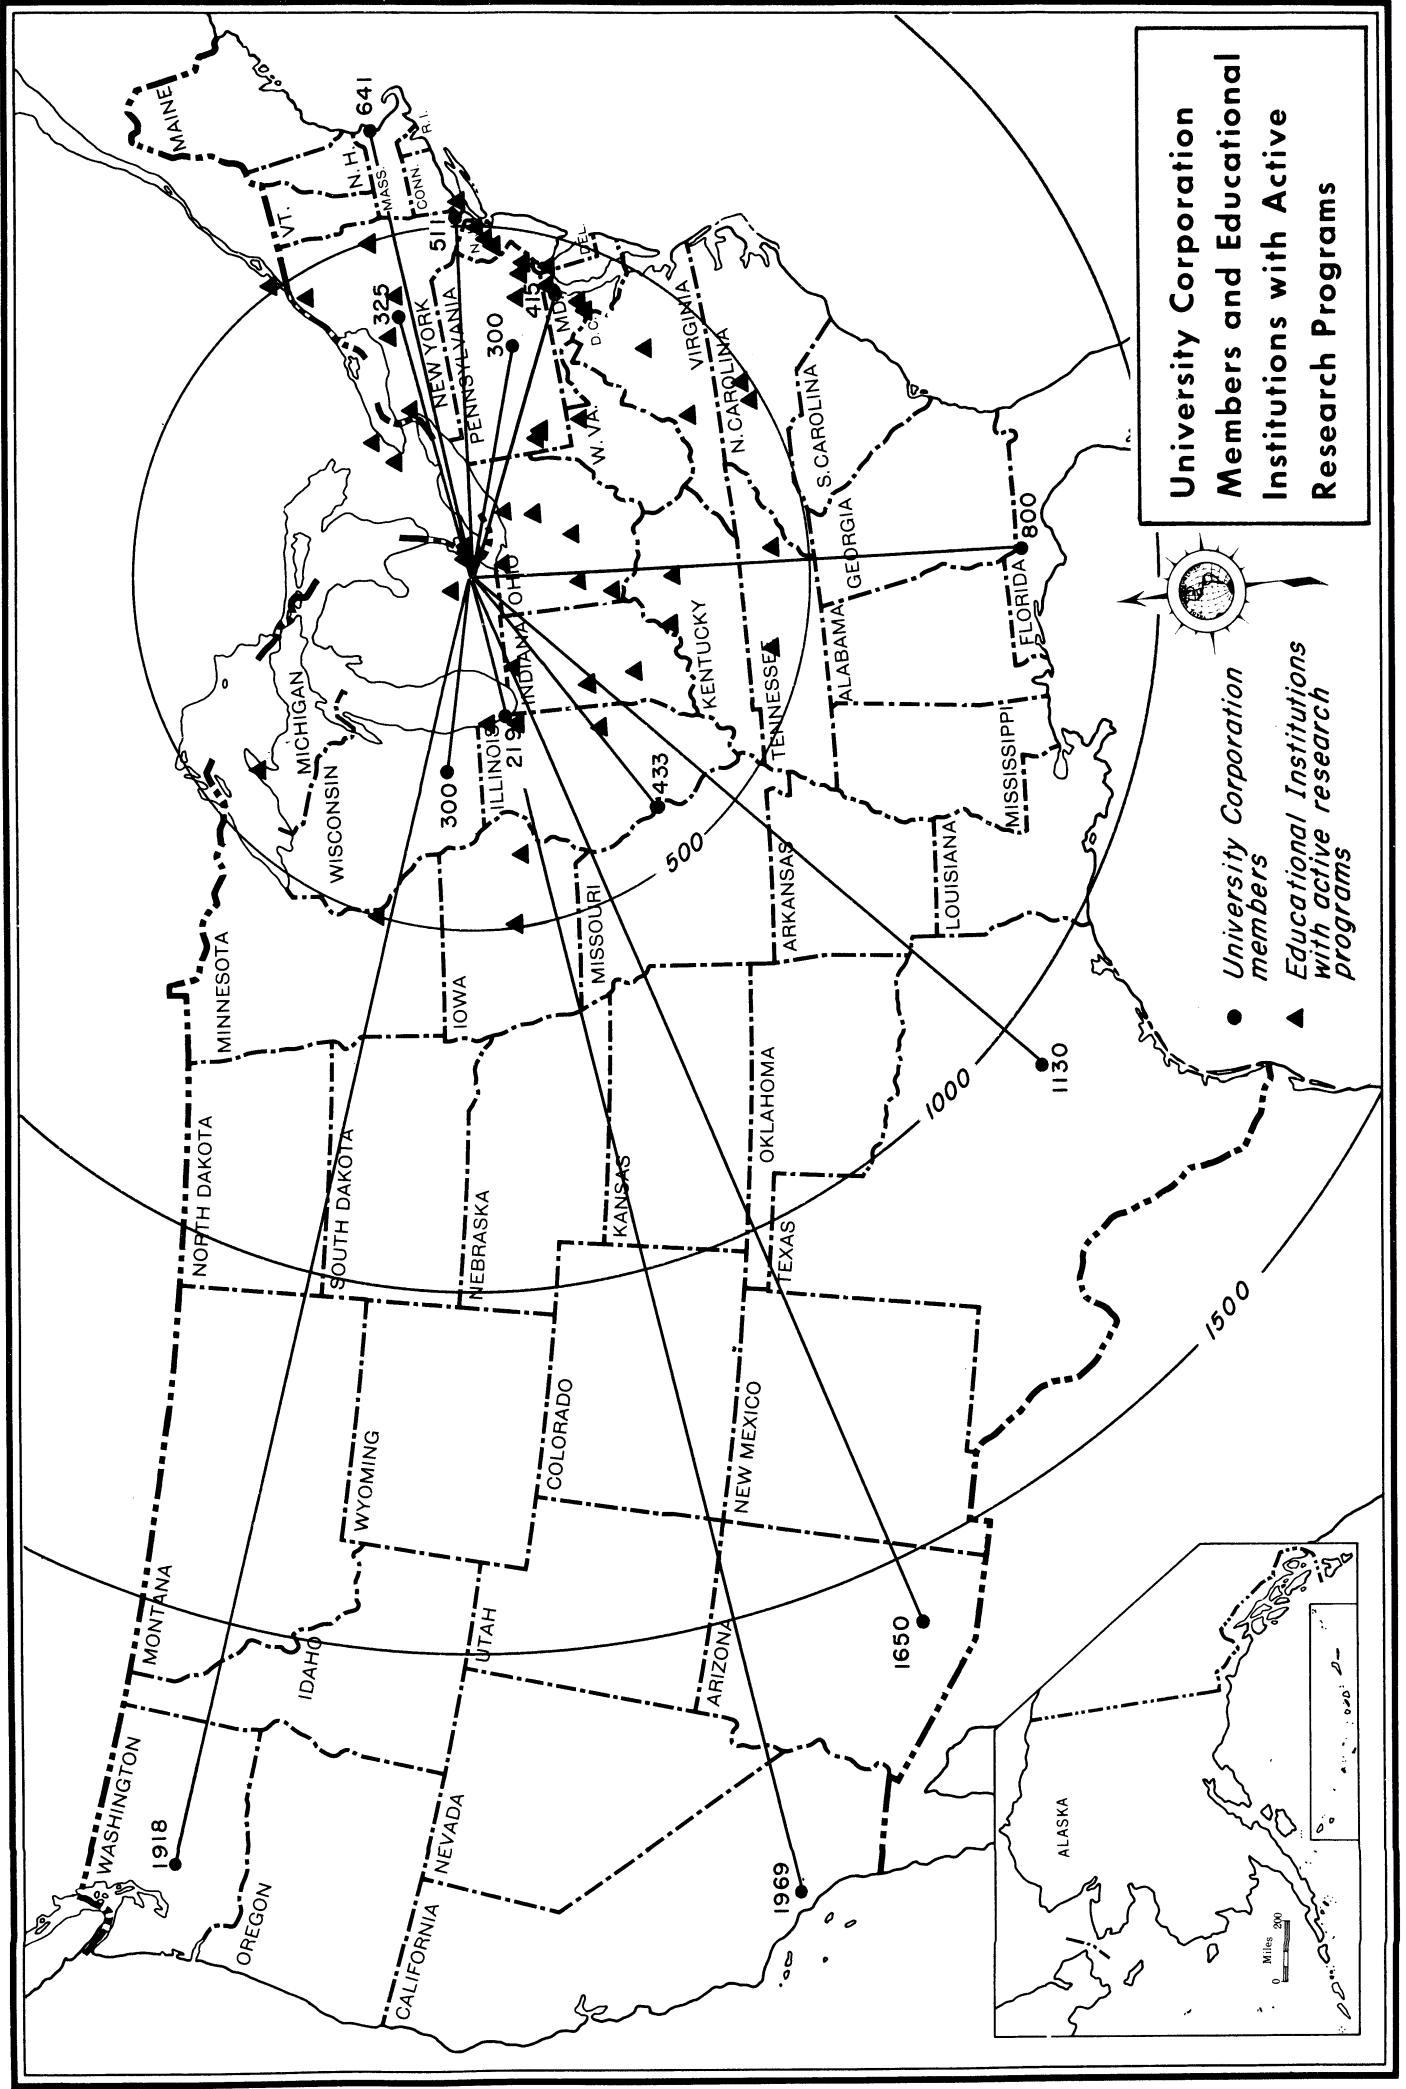 University Corporation
Members and Educational
Institutions with Active
Research Programs
University Corporation
members
Educational Institutions
with active research
programs
WASHINGTON
OREGON
CALIFORNIA
NEVADA
IDAHO
MONTANA
WYOMING
UTAH
ARIZONA
COLORADO
NEW MEXICO
NORTH DAKOTA
SOUTH DAKOTA
NEBRASKA
KANSAS
OKLAHOMA
TEXAS
MINNESOTA
IOWA
MISSOURI
ARKANSAS
LOUISIANA
WISCONSIN
MICHIGAN
ILLINOIS
INDIANA
OHIO
KENTUCKY
TENNESSEE
MISSISSIPPI
ALABAMA
GEORGIA
FLORIDA
S. CAROLINA
N. CAROLINA
VIRGINIA
W. VA.
MD.
D.C.
DEL.
PENNSYLVANIA
NEW YORK
VT.
N. H.
MAINE
MASS.
CONN.
R. I.
1918
1969
1650
1130
800
433
219
300
300
325
415
511
641
500
1000
1500
ALASKA
Miles
0 200